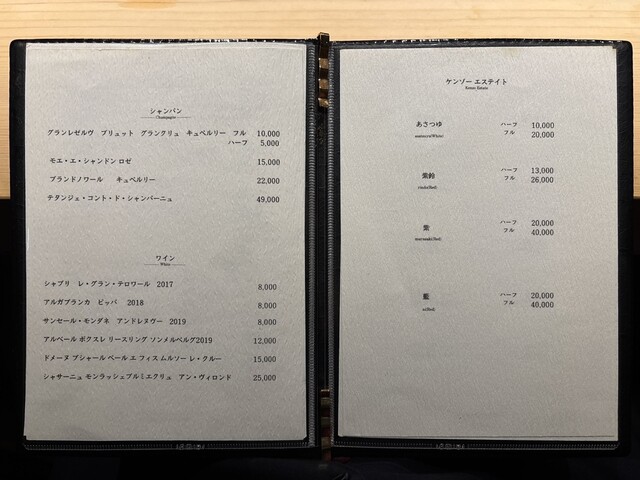 シャンパン
Champagne
グランレゼルヴ ブリュット グランクリュ キュペルリー フル 10,000
ハーフ 5,000
モエ・エ・シャンドン ロゼ 15,000
ブランドノワール キュペルリー 22,000
テタンジェ・コント・ド・シャンパーニュ 49,000
ワイン
White
シャブリ レ・グラン・テロワール 2017 8,000
アルガブランカ ピッパ 2018 8,000
サンセール・モンダネ アンドレヌヴー 2019 8,000
アルベール ボクスレ リースリング ソンメルベルグ2019 12,000
ドメーヌ ブシャール ペール エ フィス ムルソー レ・クルー 15,000
シャサーニュ モンラッシェプルミエクリュ アン・ヴィロンド 25,000
ケンゾー エステイト
Kenzo Estate
あさつゆ ハーフ 10,000
asatsuyu(White) フル 20,000
紫鈴 ハーフ 13,000
rindo(Red) フル 26,000
紫 ハーフ 20,000
murasaki(Red) フル 40,000
藍 ハーフ 20,000
ai(Red) フル 40,000